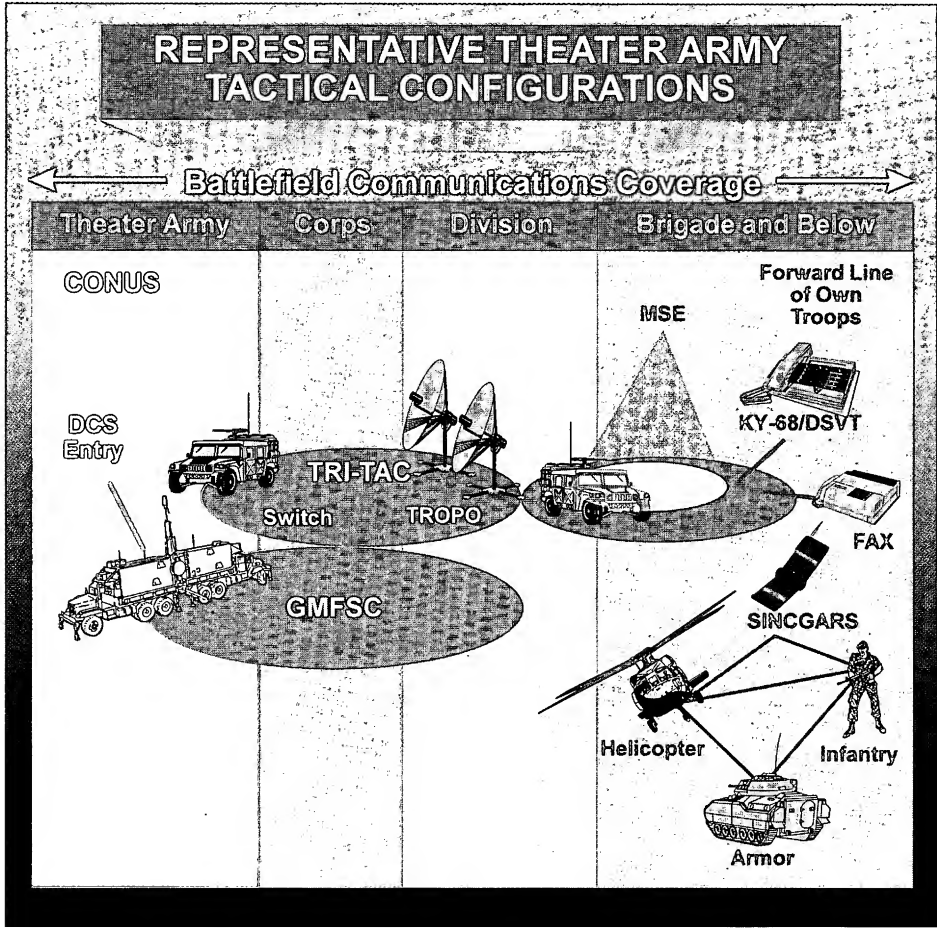 REPRESENTATIVE THEATER ARMY
TACTICAL CONFIGURATIONS
Battlefield Communications Coverage
Theater Army
Corps
Division
Brigade and Below
CONUS
Forward Line
of Own
Troops
MSE
KY-68/DSVT
DCS
Entry
TRI-TAC
Switch
TROPO
FAX
GMFSC
SINCGARS
Helicopter
Infantry
Armor